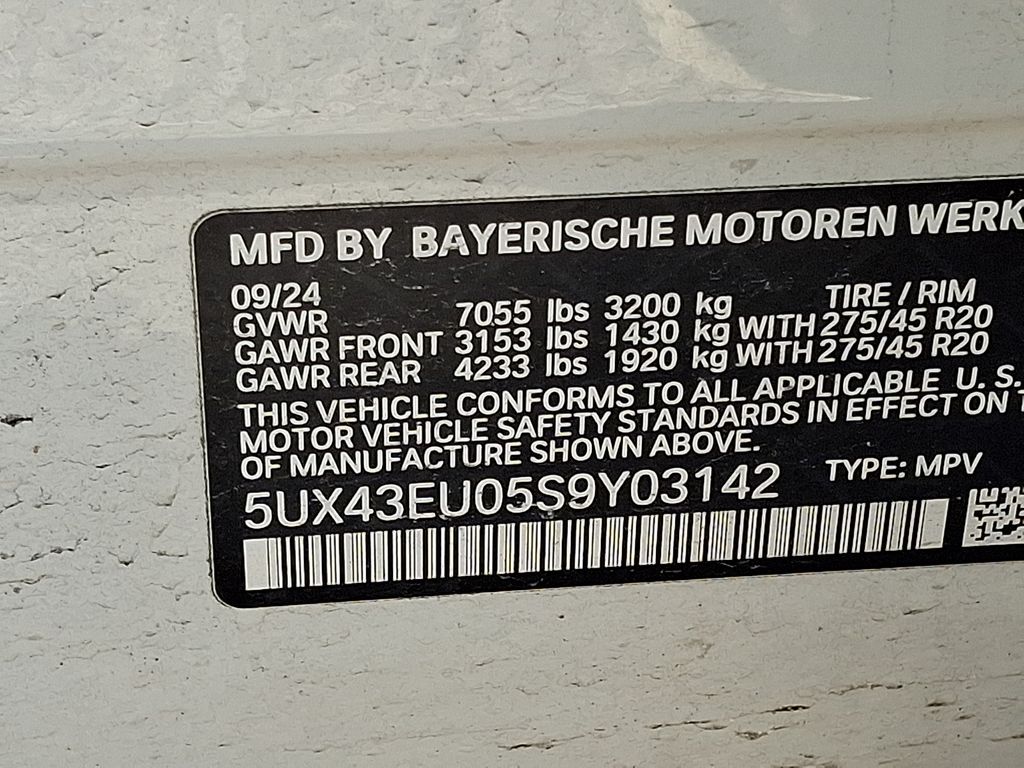 MFD BY BAYERISCHE MOTOREN WERK
09/24 TIRE / RIM
GVWR 7055 lbs 3200 kg
GAWR FRONT 3153 lbs 1430 kg WITH 275/45 R20
GAWR REAR 4233 lbs 1920 kg WITH 275/45 R20
THIS VEHICLE CONFORMS TO ALL APPLICABLE U. S.
MOTOR VEHICLE SAFETY STANDARDS IN EFFECT ON T
OF MANUFACTURE SHOWN ABOVE.
5UX43EU05S9Y03142 TYPE: MPV